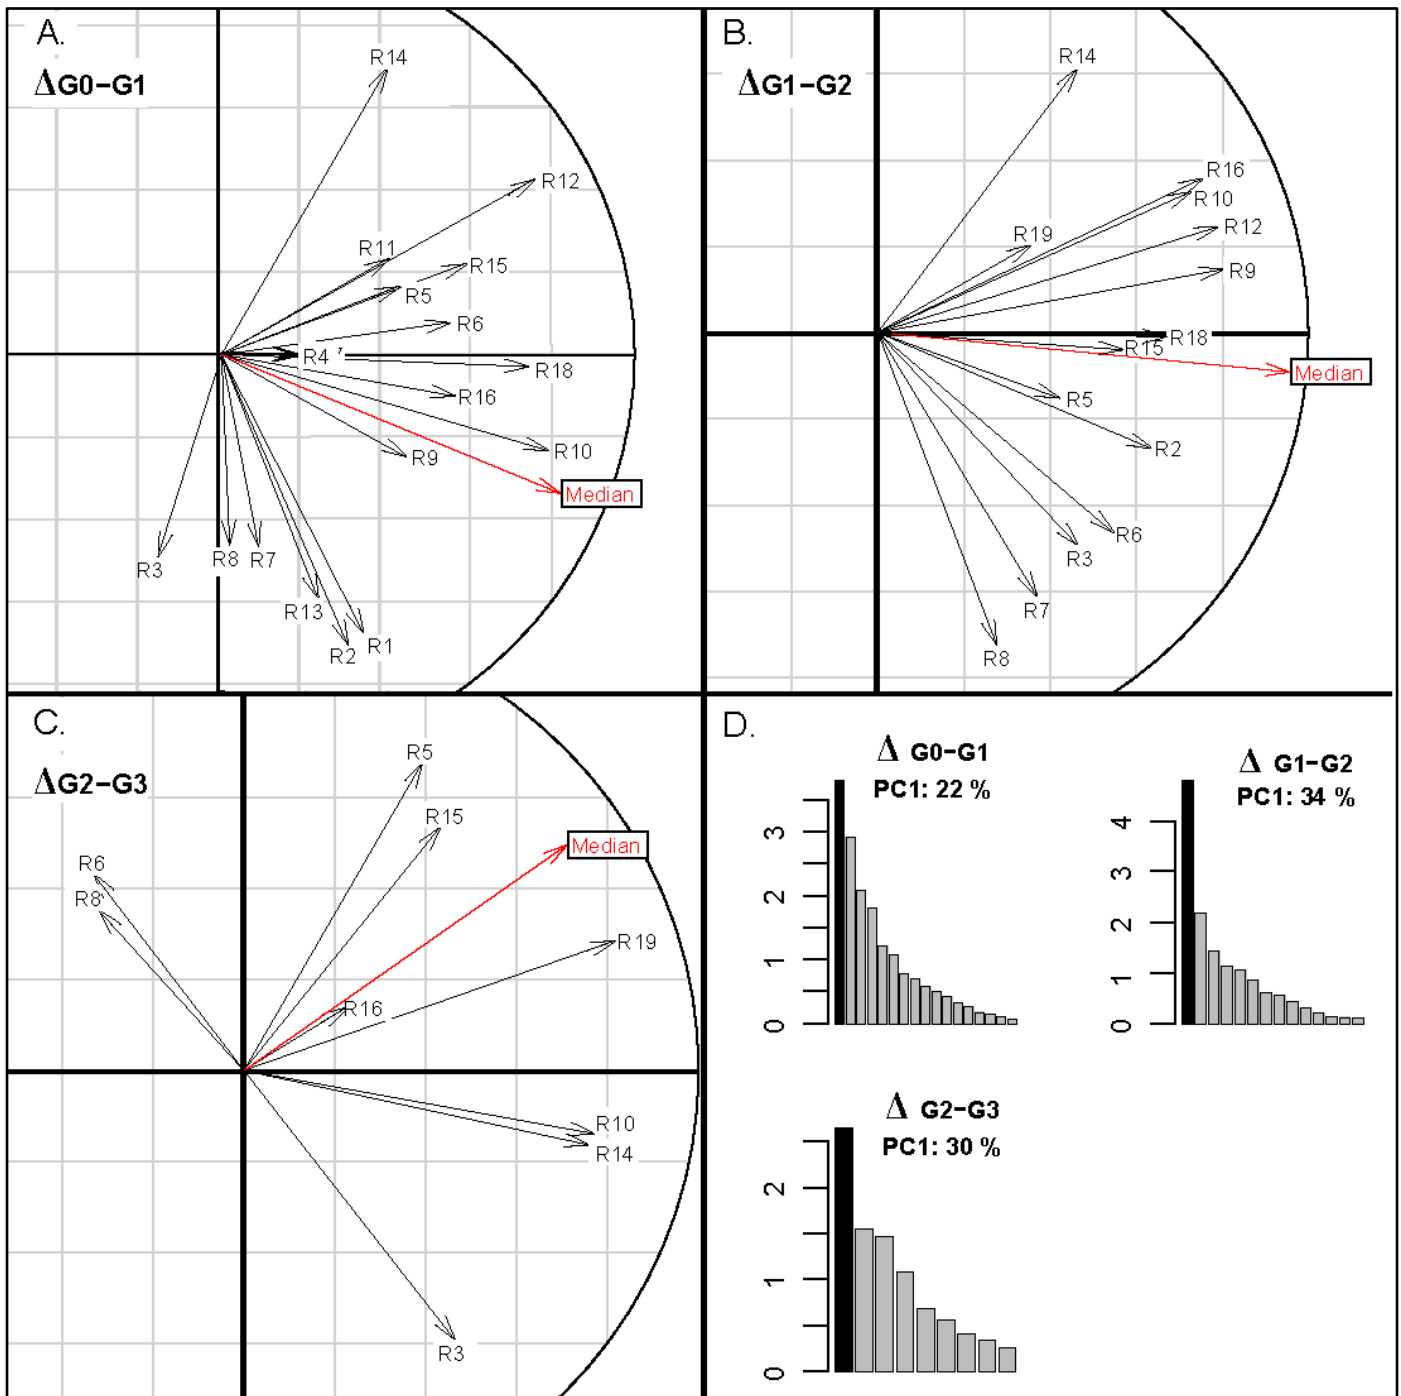 A.
ΔG0-G1
R14
R12
R11
R15
R5
R6
R4
R18
R16
R10
R9
Median
R3
R8
R7
R13
R2
R1
B.
ΔG1-G2
R14
R16
R10
R12
R19
R9
R18
R15
Median
R5
R2
R6
R3
R7
R8
C.
ΔG2-G3
R5
R15
Median
R6
R8
R19
R16
R10
R14
R3
D.
Δ G0-G1
PC1: 22 %
3
2
1
0
Δ G1-G2
PC1: 34 %
4
3
2
1
0
Δ G2-G3
PC1: 30 %
2
1
0